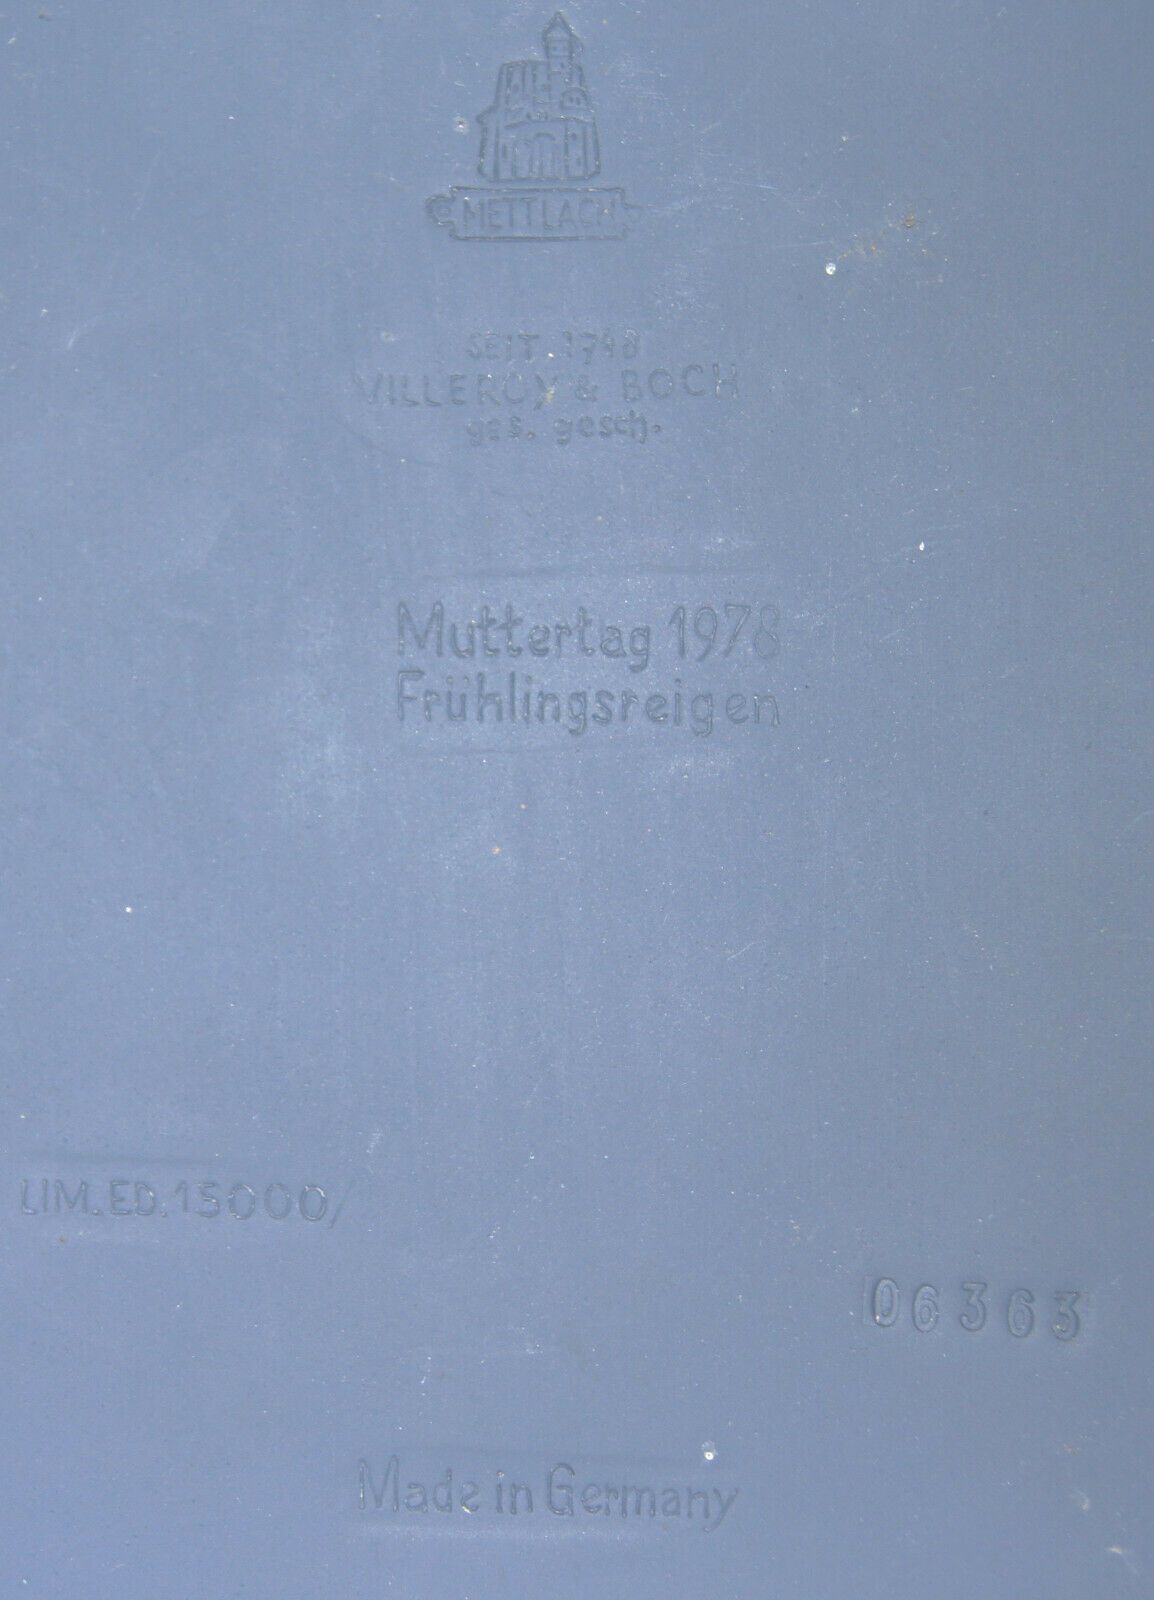 METTLACH
SEIT 1748
VILLEROY & BOCH
ges. gesch.
Muttertag 1978
Frühlingsreigen
LIM.ED.15000/
06363
Made in Germany